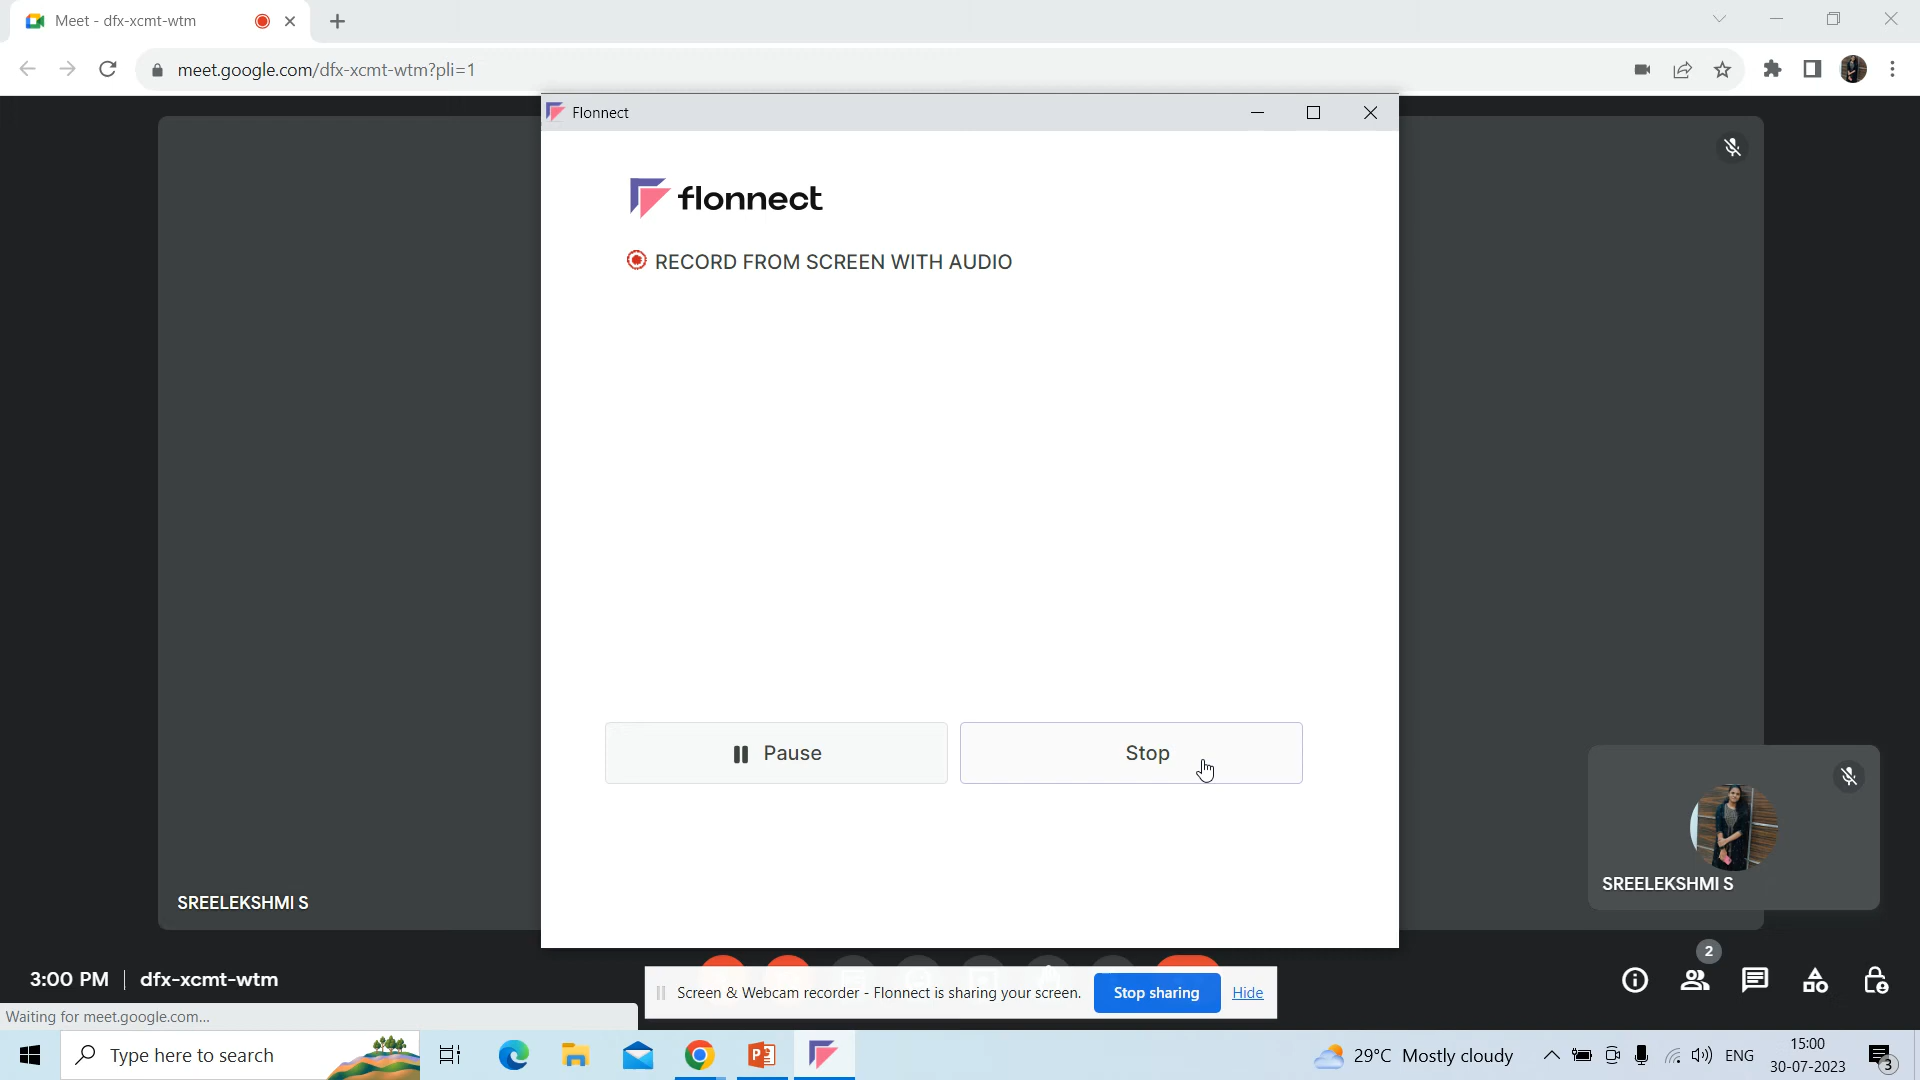 Meet - dfx-xcmt-wtm
meet.google.com/dfx-xcmt-wtm?pli=1
Flonnect
flonnect
RECORD FROM SCREEN WITH AUDIO
Pause
Stop
SREELEKSHMI S
SREELEKSHMI S
2
3:00 PM | dfx-xcmt-wtm
Screen & Webcam recorder - Flonnect is sharing your screen.
Stop sharing
Hide
Waiting for meet.google.com...
Type here to search
29°C Mostly cloudy
ENG
15:00
30-07-2023
3